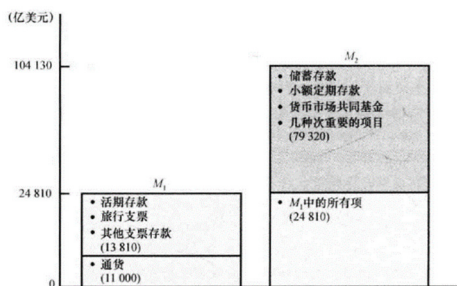 (亿美元)
M₂
104 130
• 储蓄存款
• 小额定期存款
• 货币市场共同基金
• 几种次重要的项目
(79 320)
M₁
24 810
• 活期存款
• 旅行支票
• 其他支票存款
(13 810)
• 通货
(11 000)
• M₁中的所有项
(24 810)
0